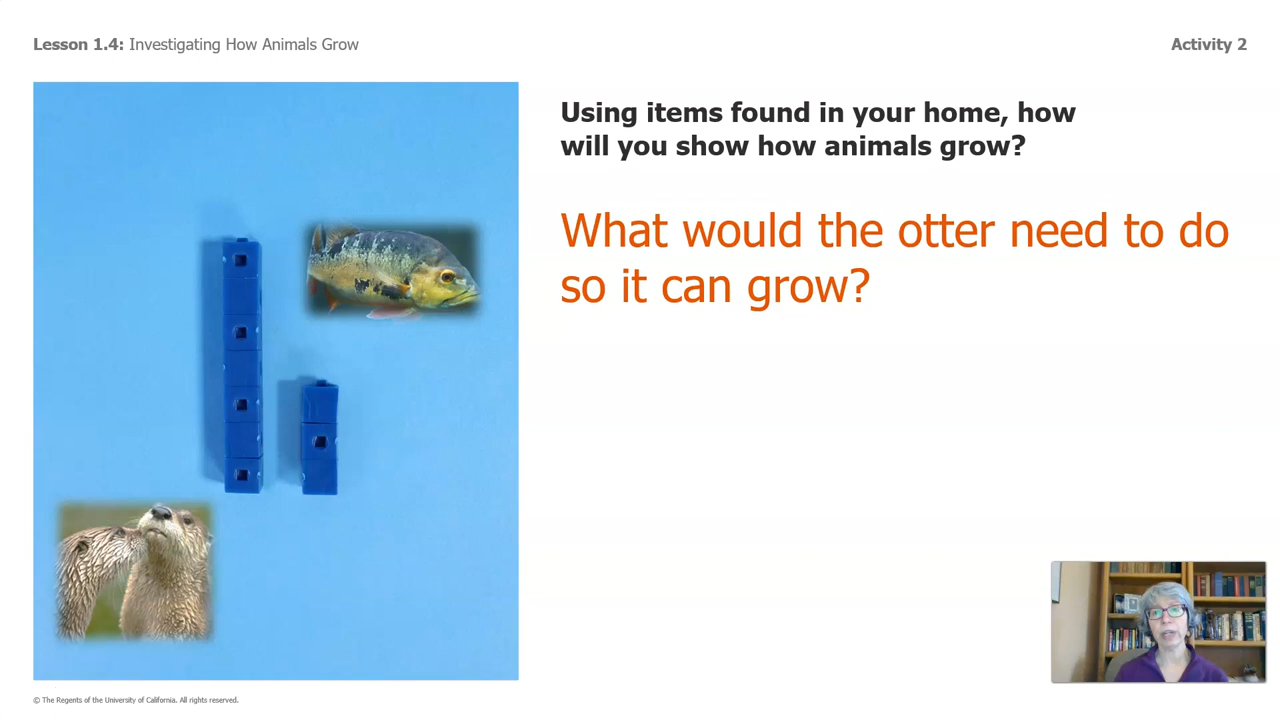 Lesson 1.4: Investigating How Animals Grow
Activity 2
Using items found in your home, how
will you show how animals grow?
What would the otter need to do
so it can grow?
© The Regents of the University of California. All rights reserved.